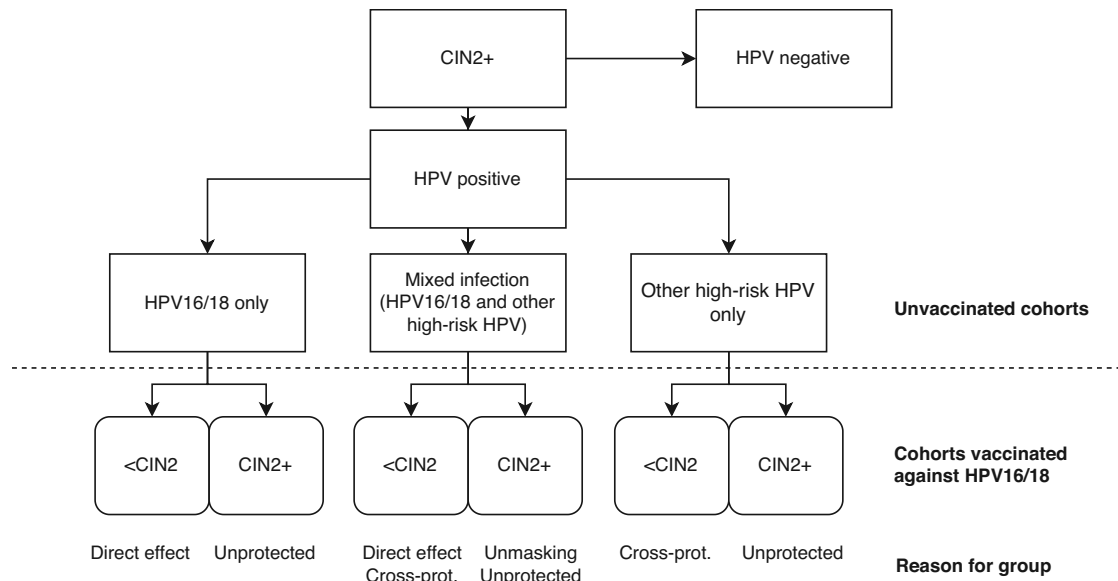 CIN2+
HPV negative
HPV positive
HPV16/18 only
Mixed infection
(HPV16/18 and other
high-risk HPV)
Other high-risk HPV
only
Unvaccinated cohorts
<CIN2
CIN2+
<CIN2
CIN2+
<CIN2
CIN2+
Cohorts vaccinated
against HPV16/18
Direct effect
Unprotected
Direct effect
Cross-prot.
Unmasking
Unprotected
Cross-prot.
Unprotected
Reason for group